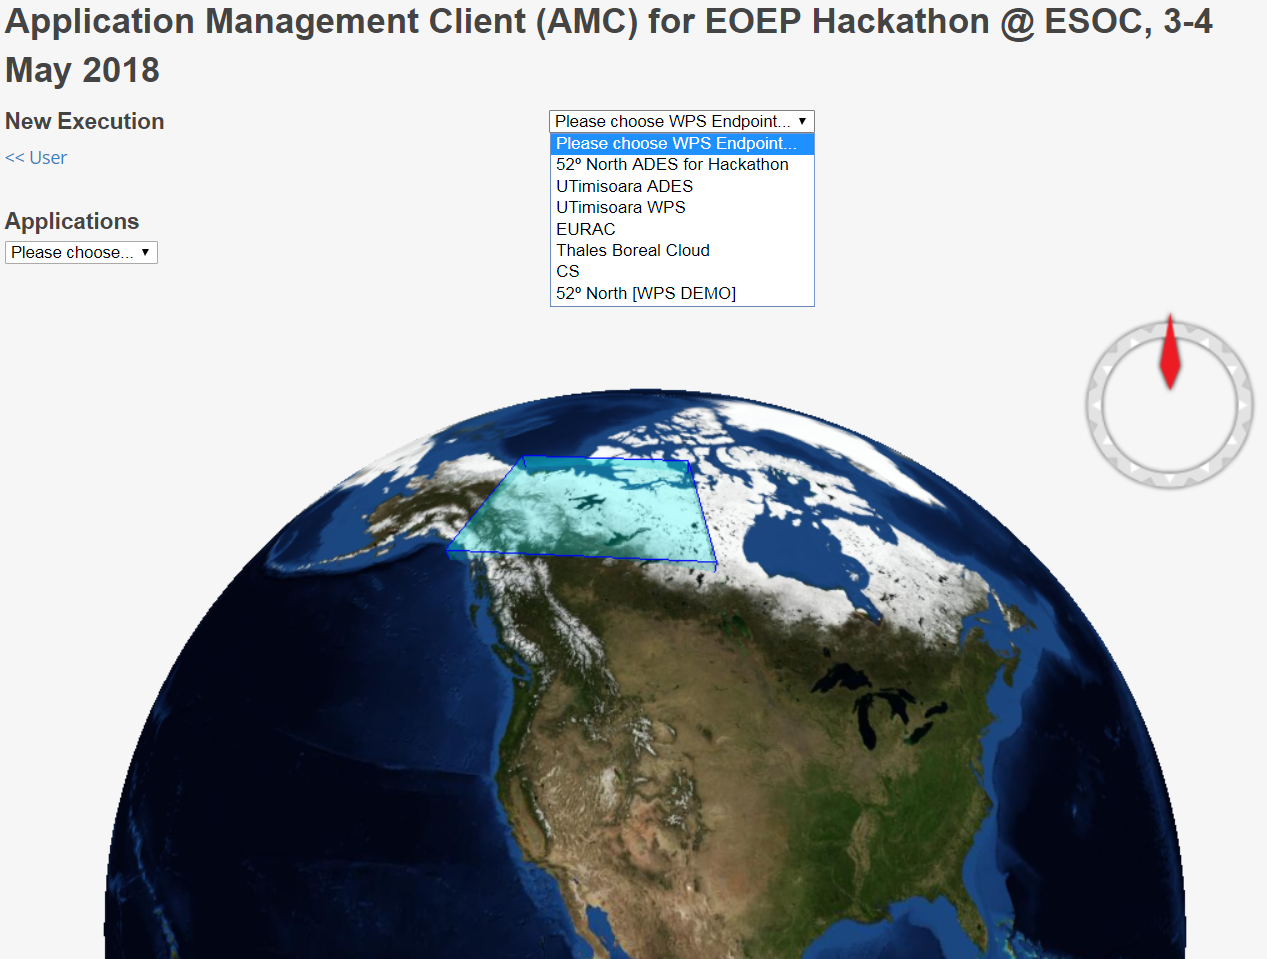 Application Management Client (AMC) for EOEP Hackathon @ ESOC, 3-4
May 2018
New Execution
<< User
Applications
Please choose...
Please choose WPS Endpoint...
Please choose WPS Endpoint...
52º North ADES for Hackathon
UTimisoara ADES
UTimisoara WPS
EURAC
Thales Boreal Cloud
CS
52º North [WPS DEMO]